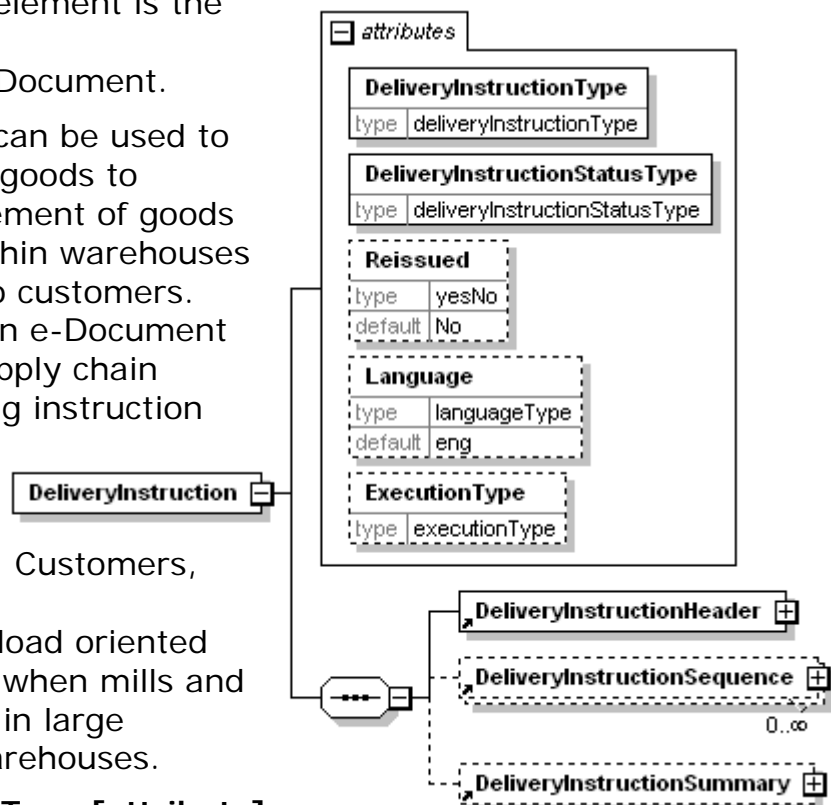 element is the
Document.
can be used to
goods to
ement of goods
hin warehouses
o customers.
n e-Document
pply chain
g instruction
Customers,
load oriented
when mills and
in large
arehouses.
attributes
DeliveryInstructionType
type deliveryInstructionType
DeliveryInstructionStatusType
type deliveryInstructionStatusType
Reissued
type yesNo
default No
Language
type languageType
default eng
ExecutionType
type executionType
DeliveryInstruction
DeliveryInstructionHeader
DeliveryInstructionSequence
0..∞
DeliveryInstructionSummary